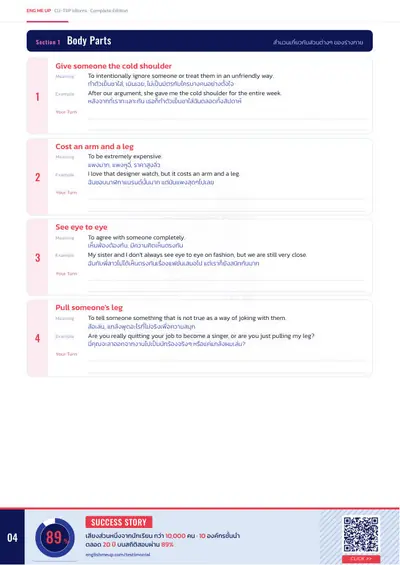 ENG ME UP · CU-TEP Idioms · Complete Edition
Section 1 Body Parts สำนวนเกี่ยวกับส่วนต่างๆ ของร่างกาย
1
Give someone the cold shoulder
Meaning To intentionally ignore someone or treat them in an unfriendly way.
ทำตัวเย็นชาใส่, เมินเฉย, ไม่เป็นมิตรกับใครบางคนอย่างตั้งใจ
Example After our argument, she gave me the cold shoulder for the entire week.
หลังจากที่เราทะเลาะกัน เธอก็ทำตัวเย็นชาใส่ฉันตลอดทั้งสัปดาห์
Your Turn
2
Cost an arm and a leg
Meaning To be extremely expensive.
แพงมาก, แพงหูฉี่, ราคาสูงลิ่ว
Example I love that designer watch, but it costs an arm and a leg.
ฉันชอบนาฬิกาแบรนด์นั้นมาก แต่มันแพงสุดๆ ไปเลย
Your Turn
3
See eye to eye
Meaning To agree with someone completely.
เห็นพ้องต้องกัน, มีความคิดเห็นตรงกัน
Example My sister and I don't always see eye to eye on fashion, but we are still very close.
ฉันกับพี่สาวไม่ได้เห็นตรงกันเรื่องแฟชั่นเสมอไป แต่เราก็ยังสนิทกันมาก
Your Turn
4
Pull someone's leg
Meaning To tell someone something that is not true as a way of joking with them.
ล้อเล่น, แกล้งพูดอะไรที่ไม่จริงเพื่อความสนุก
Example Are you really quitting your job to become a singer, or are you just pulling my leg?
นี่คุณจะลาออกจากงานไปเป็นนักร้องจริงๆ หรือแค่แกล้งผมเล่น?
Your Turn
04
89%
SUCCESS STORY
เสียงส่วนหนึ่งจากนักเรียน กว่า 10,000 คน · 10 องค์กรชั้นนำ
ตลอด 20 ปี บนสถิติสอบผ่าน 89%
englishmeup.com/testimonial
CLICK >>